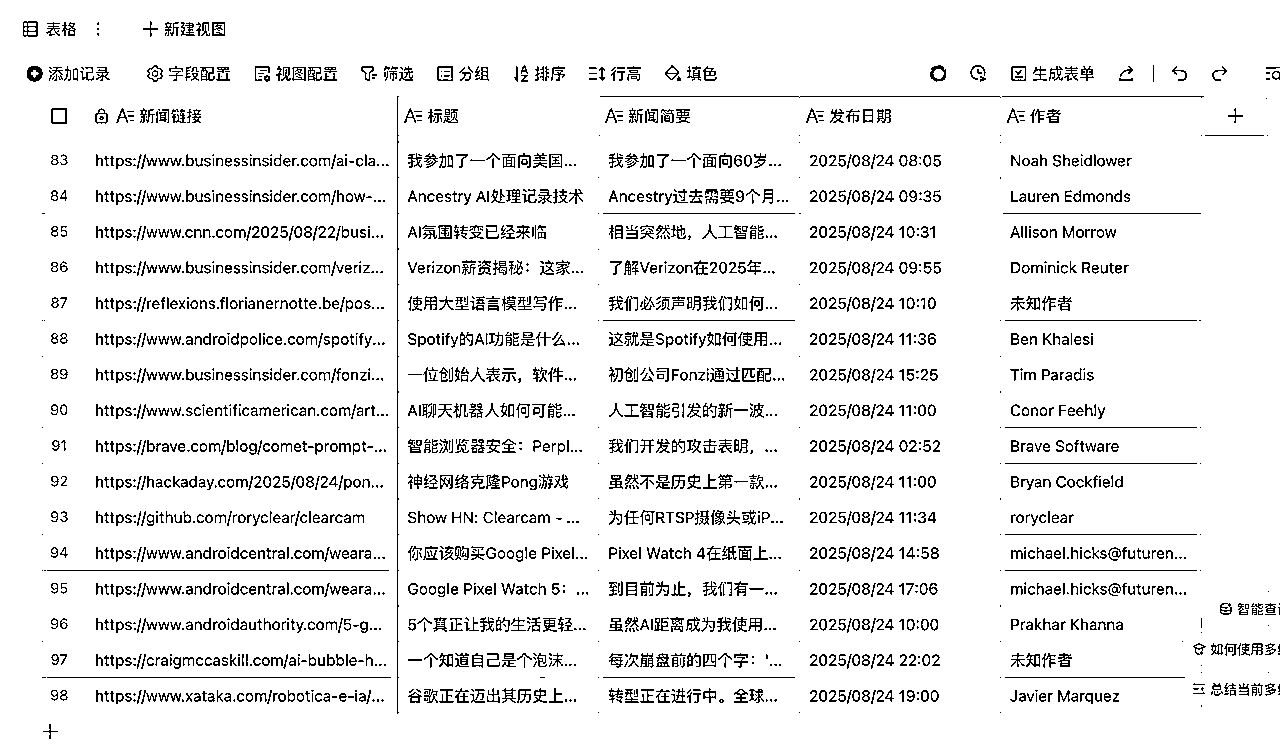 表格 ⋮ + 新建视图
添加记录 字段配置 视图配置 筛选 分组 排序 行高 填色 生成表单
新闻链接 标题 新闻简要 发布日期 作者 +
83 https://www.businessinsider.com/ai-cla... 我参加了一个面向美国... 我参加了一个面向60岁... 2025/08/24 08:05 Noah Sheidlower
84 https://www.businessinsider.com/how-... Ancestry AI处理记录技术 Ancestry过去需要9个月... 2025/08/24 09:35 Lauren Edmonds
85 https://www.cnn.com/2025/08/22/busi... AI氛围转变已经来临 相当突然地，人工智能... 2025/08/24 10:31 Allison Morrow
86 https://www.businessinsider.com/veriz... Verizon薪资揭秘：这家... 了解Verizon在2025年... 2025/08/24 09:55 Dominick Reuter
87 https://reflexions.florianernotte.be/pos... 使用大型语言模型写作... 我们必须声明我们如何... 2025/08/24 10:10 未知作者
88 https://www.androidpolice.com/spotify... Spotify的AI功能是什么... 这就是Spotify如何使用... 2025/08/24 11:36 Ben Khalesi
89 https://www.businessinsider.com/fonzi... 一位创始人表示，软件... 初创公司Fonzi通过匹配... 2025/08/24 15:25 Tim Paradis
90 https://www.scientificamerican.com/art... AI聊天机器人如何可能... 人工智能引发的新一波... 2025/08/24 11:00 Conor Feehly
91 https://brave.com/blog/comet-prompt-... 智能浏览器安全：Perpl... 我们开发的攻击表明，... 2025/08/24 02:52 Brave Software
92 https://hackaday.com/2025/08/24/pon... 神经网络克隆Pong游戏 虽然不是历史上第一款... 2025/08/24 11:00 Bryan Cockfield
93 https://github.com/roryclear/clearcam Show HN: Clearcam - ... 为任何RTSP摄像头或iP... 2025/08/24 11:34 roryclear
94 https://www.androidcentral.com/weara... 你应该购买Google Pixel... Pixel Watch 4在纸面上... 2025/08/24 14:58 michael.hicks@futuren...
95 https://www.androidcentral.com/weara... Google Pixel Watch 5：... 到目前为止，我们有一... 2025/08/24 17:06 michael.hicks@futuren...
智能查
96 https://www.androidauthority.com/5-g... 5个真正让我的生活更轻... 虽然AI距离成为我使用... 2025/08/24 10:00 Prakhar Khanna
97 https://craigmccaskill.com/ai-bubble-h... 一个知道自己是个泡沫... 每次崩盘前的四个字：'... 2025/08/24 22:02 未知作者 如何使用多
98 https://www.xataka.com/robotica-e-ia/... 谷歌正在迈出其历史上... 转型正在进行中。全球... 2025/08/24 19:00 Javier Marquez 总结当前多
+